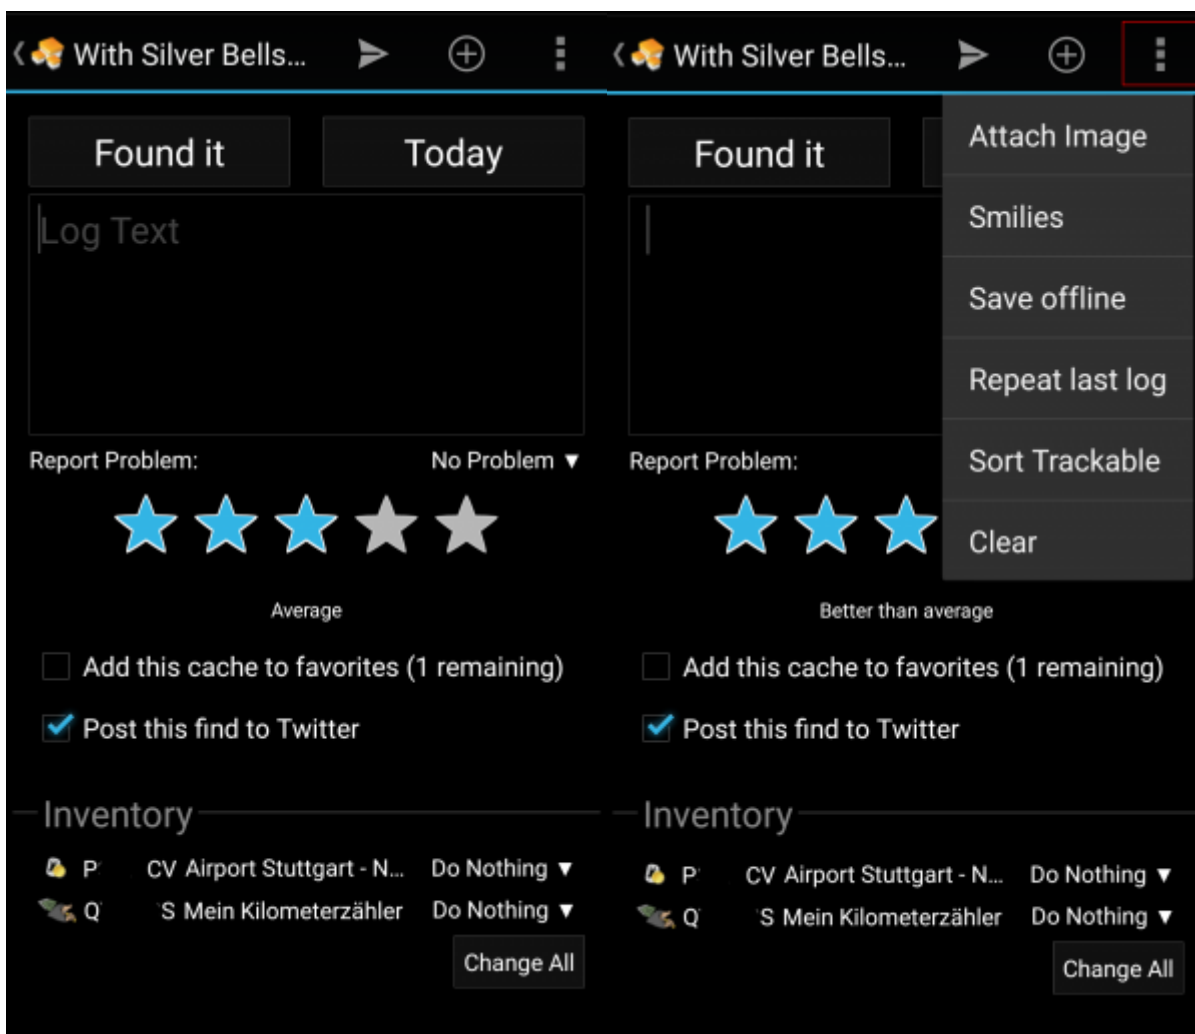 With Silver Bells...
Found it
Today
Log Text
Report Problem:
No Problem ▼
Average
Add this cache to favorites (1 remaining)
Post this find to Twitter
Inventory
P CV Airport Stuttgart - N... Do Nothing ▼
Q S Mein Kilometerzähler Do Nothing ▼
Change All
With Silver Bells...
Found it
Attach Image
Smilies
Save offline
Repeat last log
Sort Trackable
Clear
Report Problem:
Better than average
Add this cache to favorites (1 remaining)
Post this find to Twitter
Inventory
P CV Airport Stuttgart - N... Do Nothing ▼
Q S Mein Kilometerzähler Do Nothing ▼
Change All